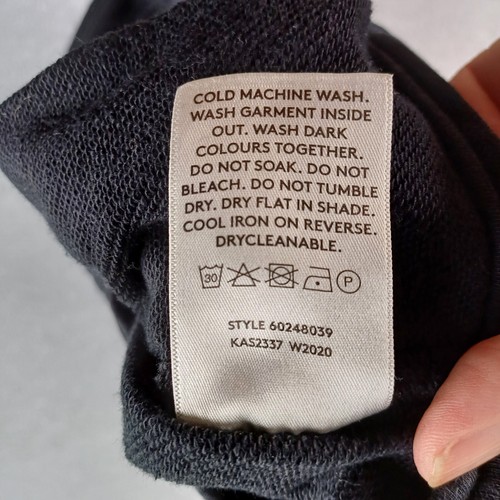 COLD MACHINE WASH.
WASH GARMENT INSIDE
OUT. WASH DARK
COLOURS TOGETHER.
DO NOT SOAK. DO NOT
BLEACH. DO NOT TUMBLE
DRY. DRY FLAT IN SHADE.
COOL IRON ON REVERSE.
DRYCLEANABLE.
30 P
STYLE 60248039
KAS2337 W2020